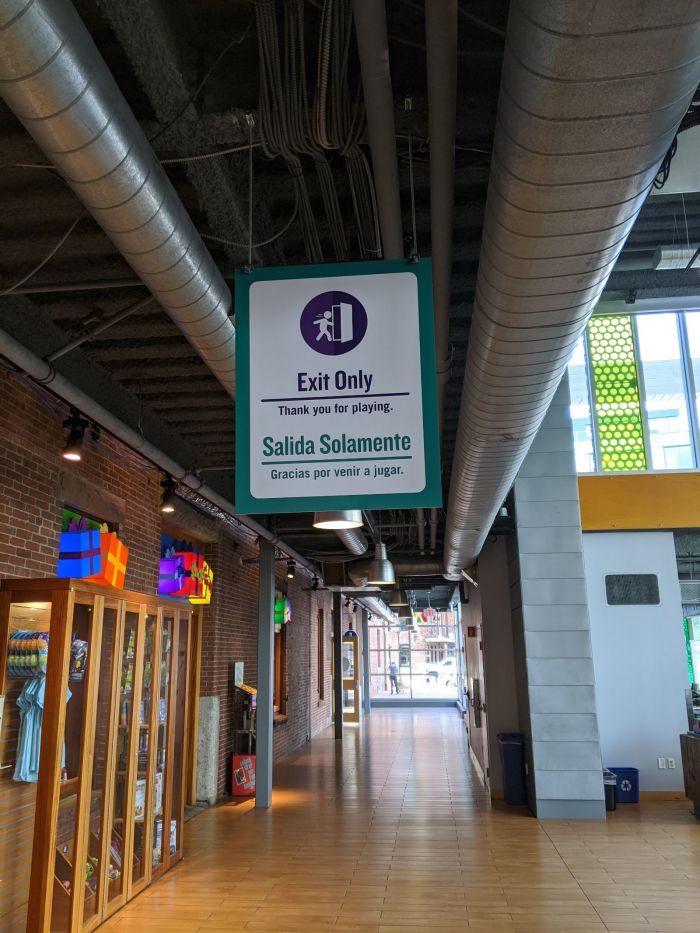 Exit Only
Thank you for playing.
Salida Solamente
Gracias por venir a jugar.